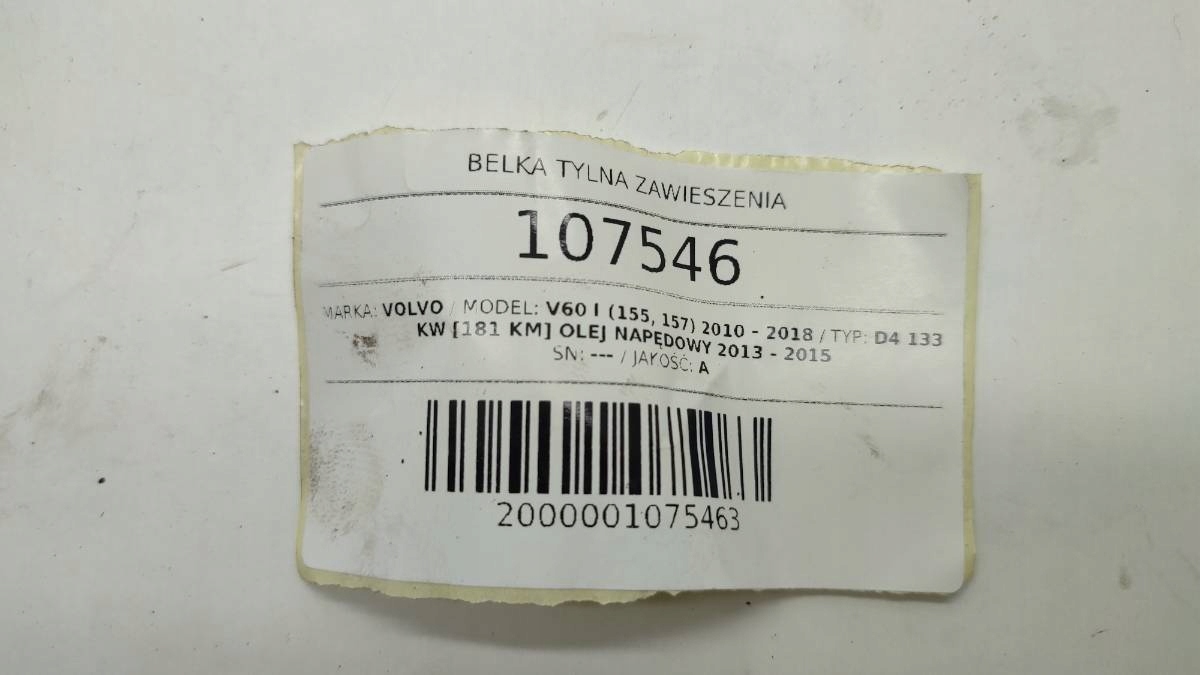 BELKA TYLNA ZAWIESZENIA
107546
MARKA: VOLVO / MODEL: V60 I (155, 157) 2010 - 2018 / TYP: D4 133
KW [181 KM] OLEJ NAPĘDOWY 2013 - 2015
SN: --- / JAKOŚĆ: A
2000001075463